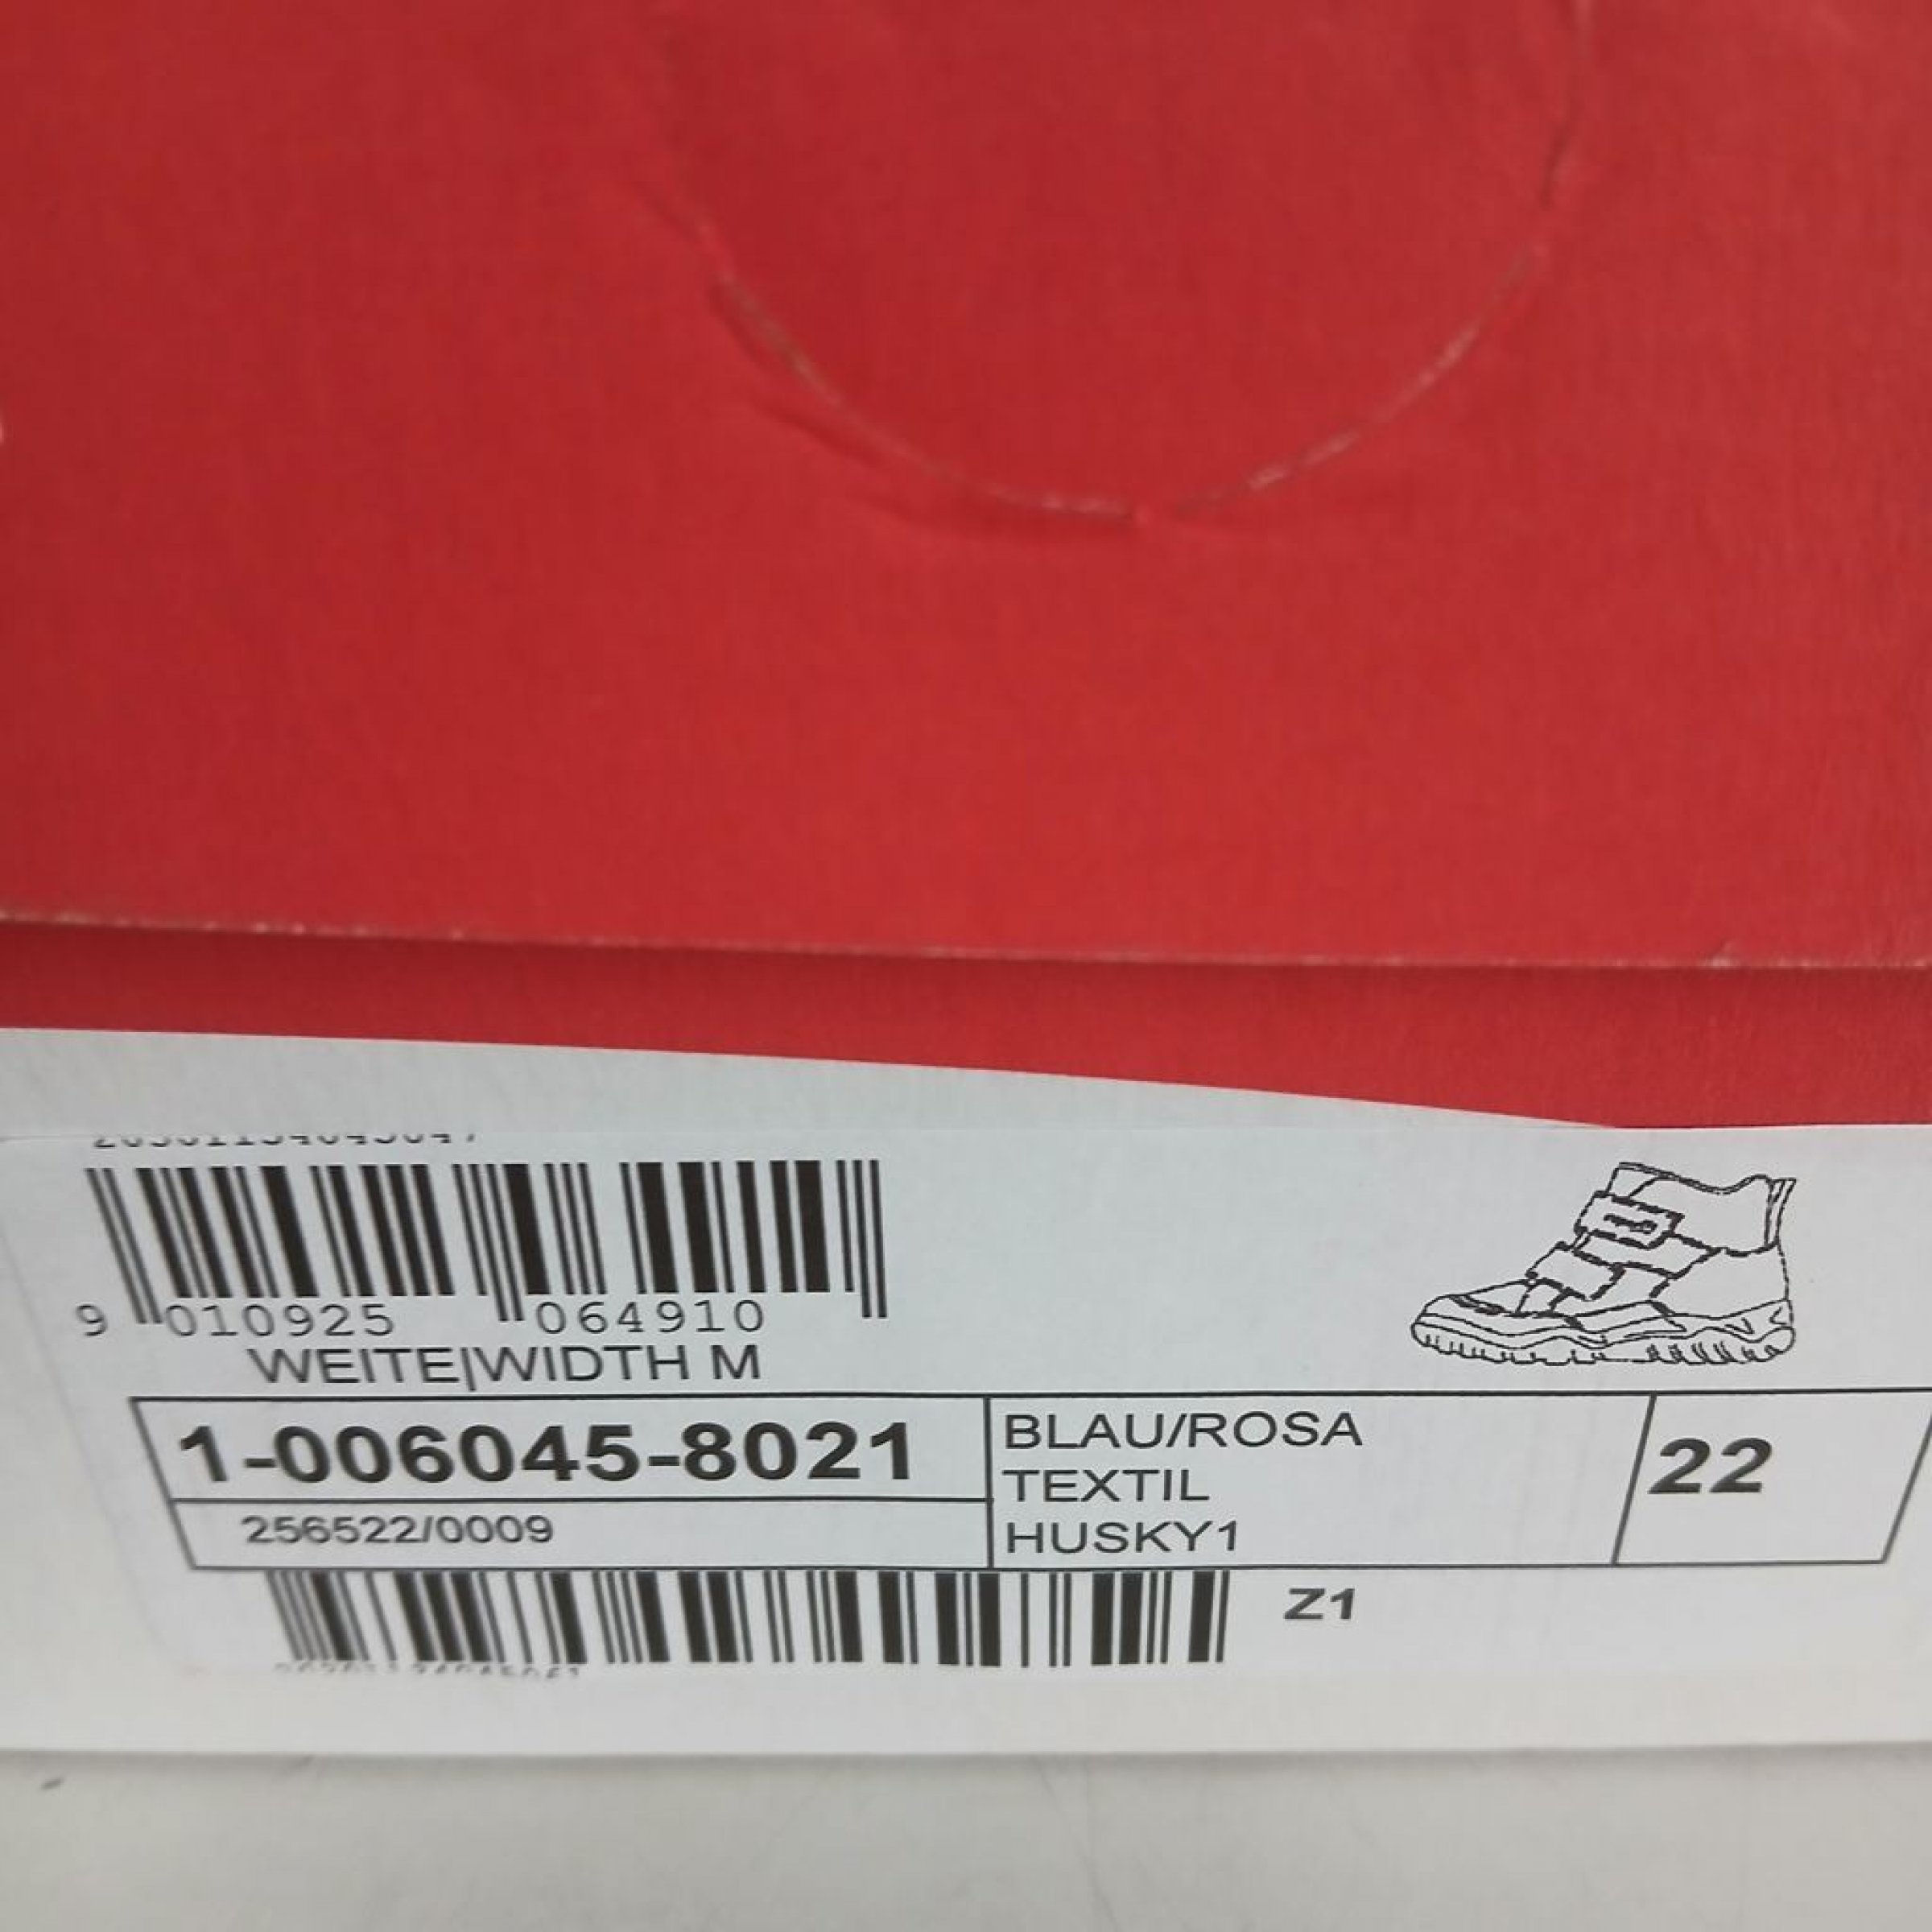 9 010925 064910
WEITE|WIDTH M
1-006045-8021
256522/0009
BLAU/ROSA
TEXTIL
HUSKY1
22
Z1